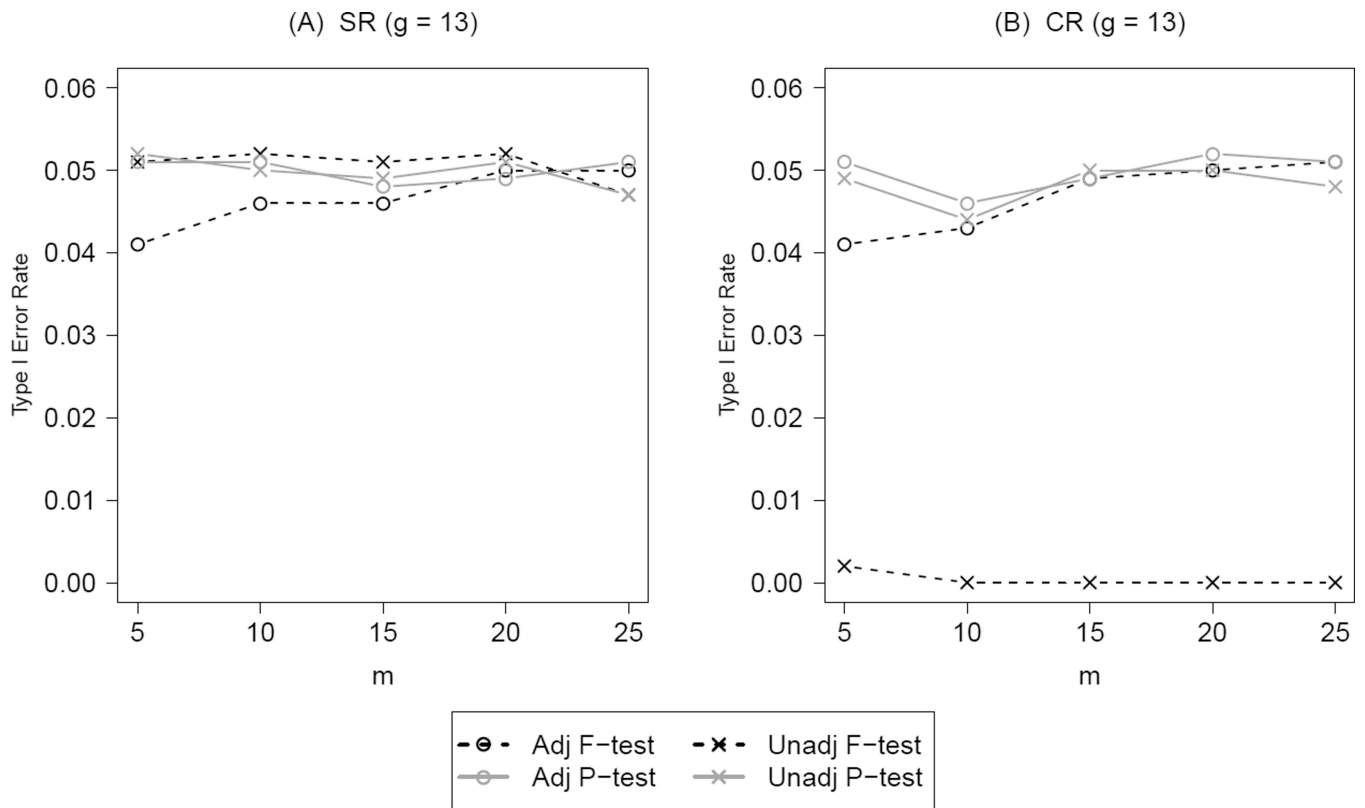 (A) SR (g = 13)
Type I Error Rate
0.06
0.05
0.04
0.03
0.02
0.01
0.00
5 10 15 20 25
m
(B) CR (g = 13)
Type I Error Rate
0.06
0.05
0.04
0.03
0.02
0.01
0.00
5 10 15 20 25
m
Adj F−test Unadj F−test
Adj P−test Unadj P−test